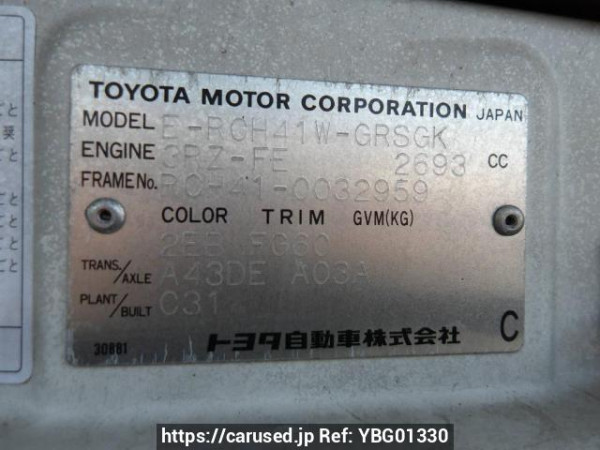 TOYOTA MOTOR CORPORATION JAPAN
MODEL E-RCH41W-GRSGK
ENGINE 3RZ-FE 2693 CC
FRAME No. RCH41-0032959
COLOR TRIM GVM(KG)
2EE FG60
TRANS./AXLE A43DE A03A
PLANT/BUILT C31
30881 トヨタ自動車株式会社 C
https://carused.jp Ref: YBG01330